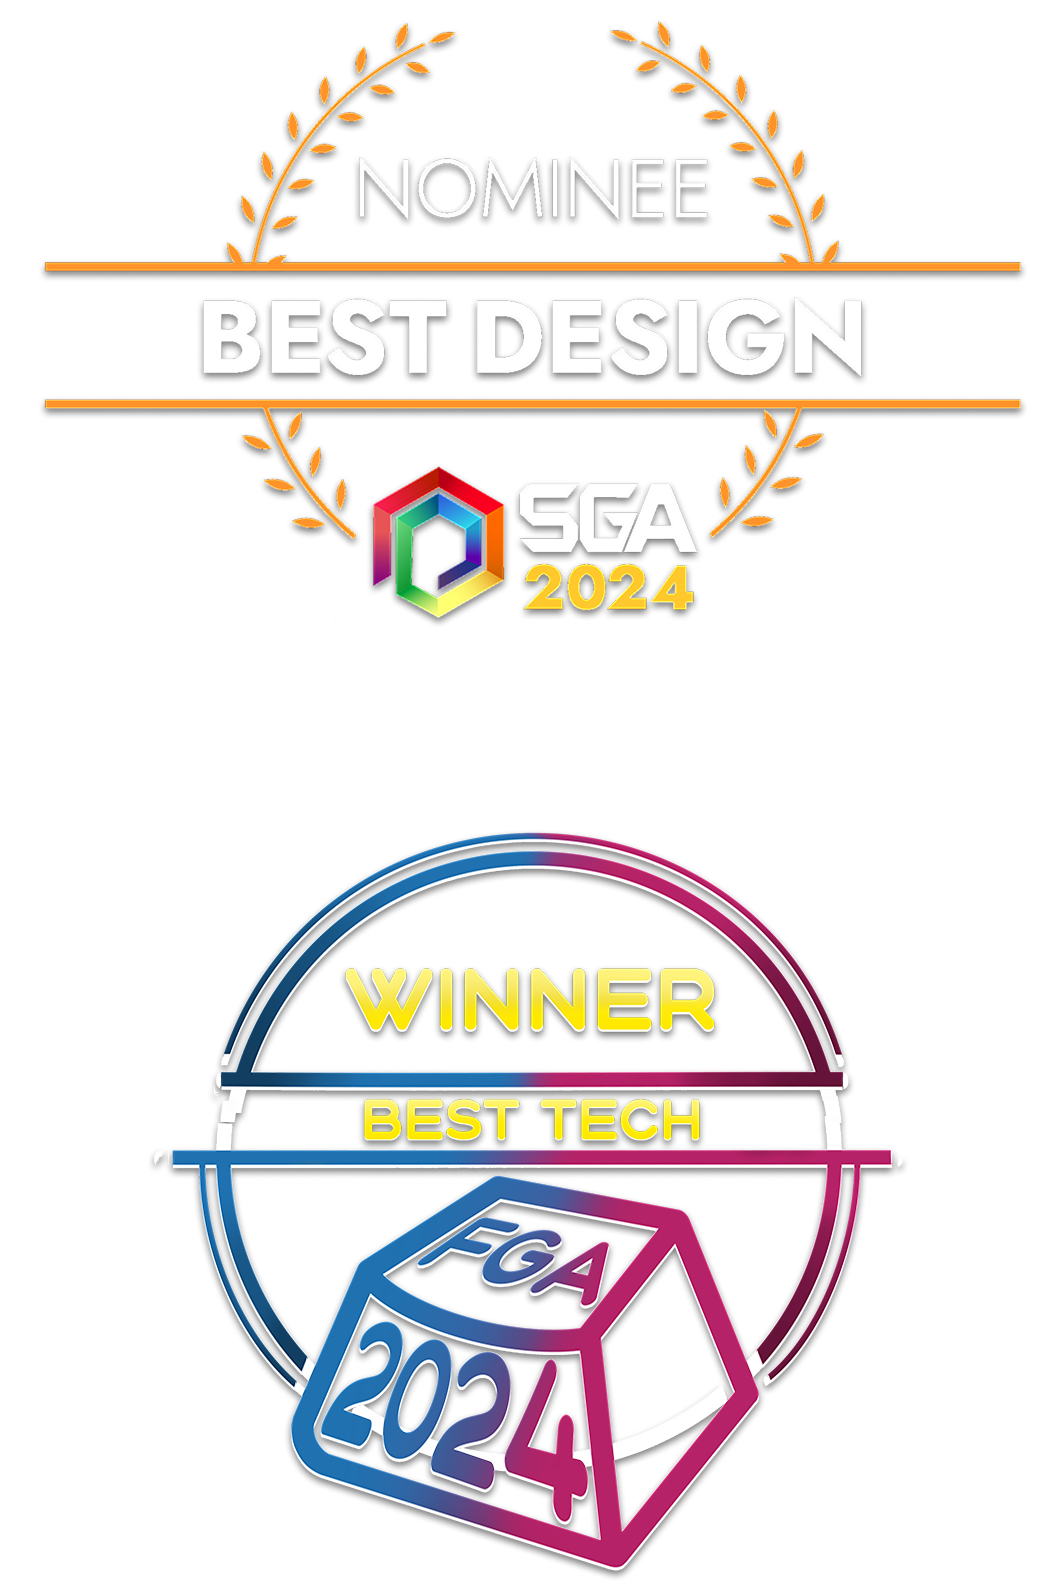 NOMINEE
BEST DESIGN
SGA
2024
WINNER
BEST TECH
FGA
2024